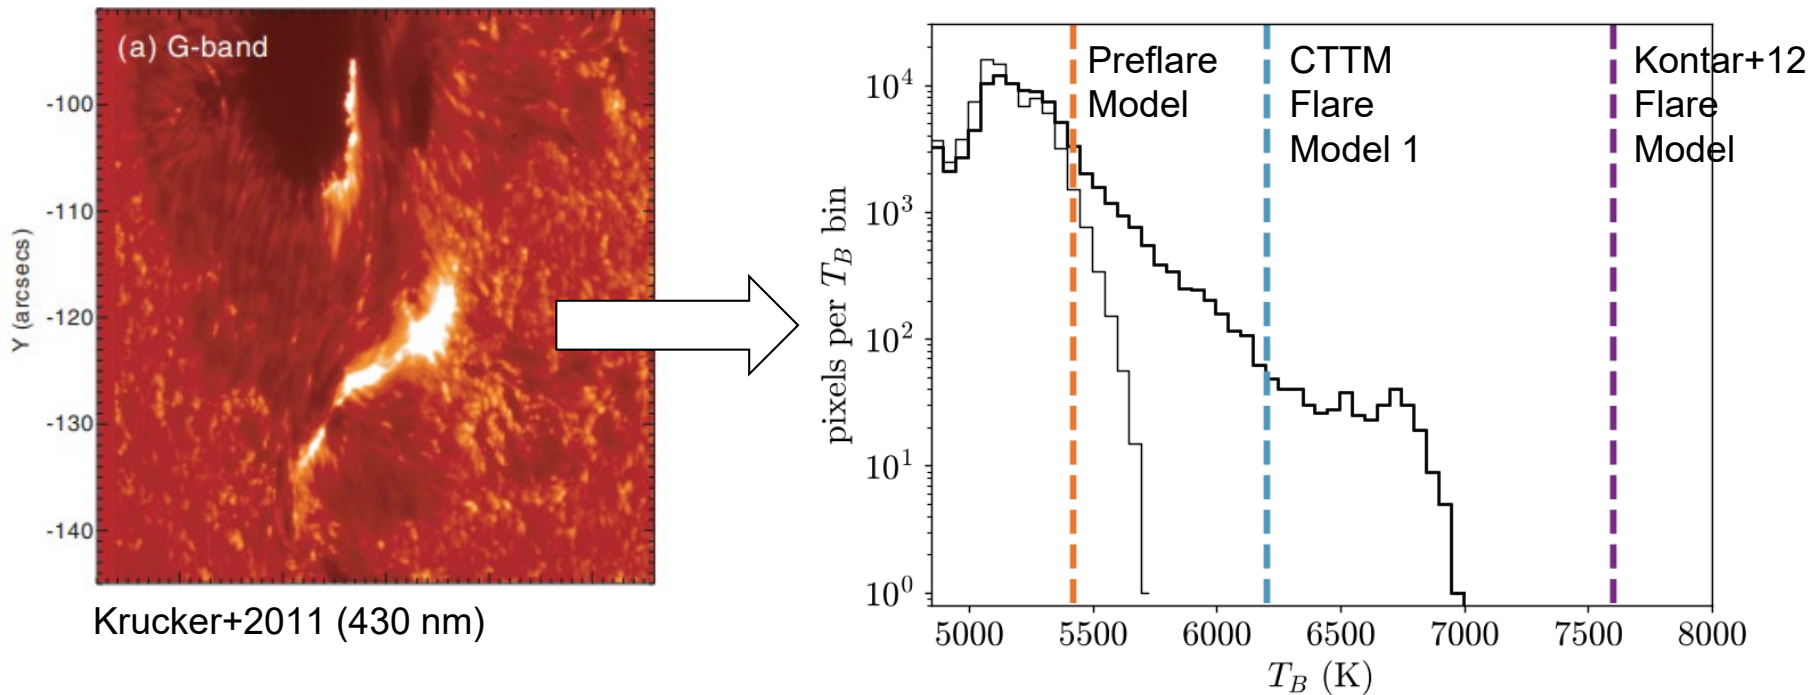 (a) G-band
-100
-110
-120
-130
-140
Y (arcsecs)
Krucker+2011 (430 nm)
Preflare
Model
CTTM
Flare
Model 1
Kontar+12
Flare
Model
10⁴
10³
10²
10¹
10⁰
pixels per T_B bin
5000 5500 6000 6500 7000 7500 8000
T_B (K)